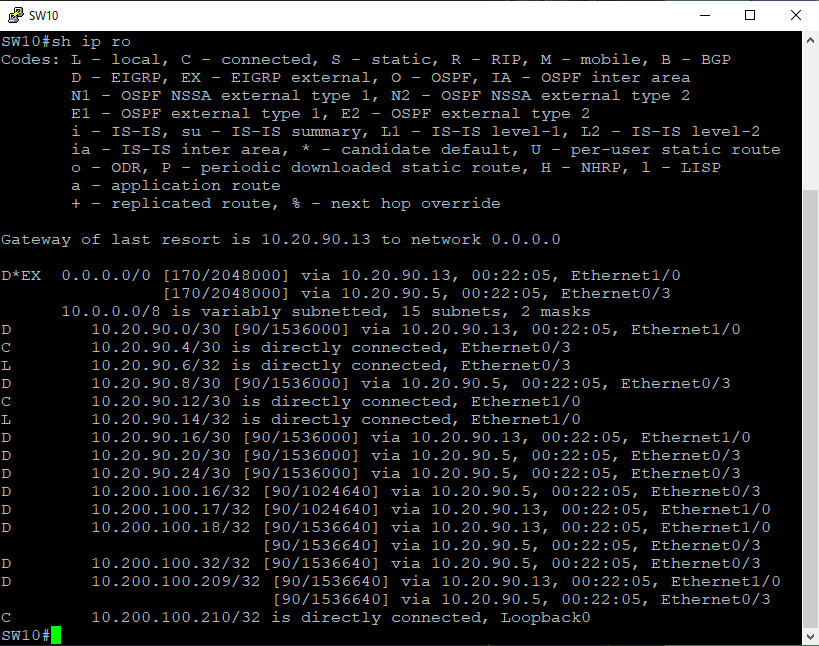 SW10
SW10#sh ip ro
Codes: L - local, C - connected, S - static, R - RIP, M - mobile, B - BGP
       D - EIGRP, EX - EIGRP external, O - OSPF, IA - OSPF inter area
       N1 - OSPF NSSA external type 1, N2 - OSPF NSSA external type 2
       E1 - OSPF external type 1, E2 - OSPF external type 2
       i - IS-IS, su - IS-IS summary, L1 - IS-IS level-1, L2 - IS-IS level-2
       ia - IS-IS inter area, * - candidate default, U - per-user static route
       o - ODR, P - periodic downloaded static route, H - NHRP, l - LISP
       a - application route
       + - replicated route, % - next hop override
Gateway of last resort is 10.20.90.13 to network 0.0.0.0
D*EX  0.0.0.0/0 [170/2048000] via 10.20.90.13, 00:22:05, Ethernet1/0
                [170/2048000] via 10.20.90.5, 00:22:05, Ethernet0/3
      10.0.0.0/8 is variably subnetted, 15 subnets, 2 masks
D        10.20.90.0/30 [90/1536000] via 10.20.90.13, 00:22:05, Ethernet1/0
C        10.20.90.4/30 is directly connected, Ethernet0/3
L        10.20.90.6/32 is directly connected, Ethernet0/3
D        10.20.90.8/30 [90/1536000] via 10.20.90.5, 00:22:05, Ethernet0/3
C        10.20.90.12/30 is directly connected, Ethernet1/0
L        10.20.90.14/32 is directly connected, Ethernet1/0
D        10.20.90.16/30 [90/1536000] via 10.20.90.13, 00:22:05, Ethernet1/0
D        10.20.90.20/30 [90/1536000] via 10.20.90.5, 00:22:05, Ethernet0/3
D        10.20.90.24/30 [90/1536000] via 10.20.90.5, 00:22:05, Ethernet0/3
D        10.200.100.16/32 [90/1024640] via 10.20.90.5, 00:22:05, Ethernet0/3
D        10.200.100.17/32 [90/1024640] via 10.20.90.13, 00:22:05, Ethernet1/0
D        10.200.100.18/32 [90/1536640] via 10.20.90.13, 00:22:05, Ethernet1/0
                          [90/1536640] via 10.20.90.5, 00:22:05, Ethernet0/3
D        10.200.100.32/32 [90/1536640] via 10.20.90.5, 00:22:05, Ethernet0/3
D        10.200.100.209/32 [90/1536640] via 10.20.90.13, 00:22:05, Ethernet1/0
                           [90/1536640] via 10.20.90.5, 00:22:05, Ethernet0/3
C        10.200.100.210/32 is directly connected, Loopback0
SW10#